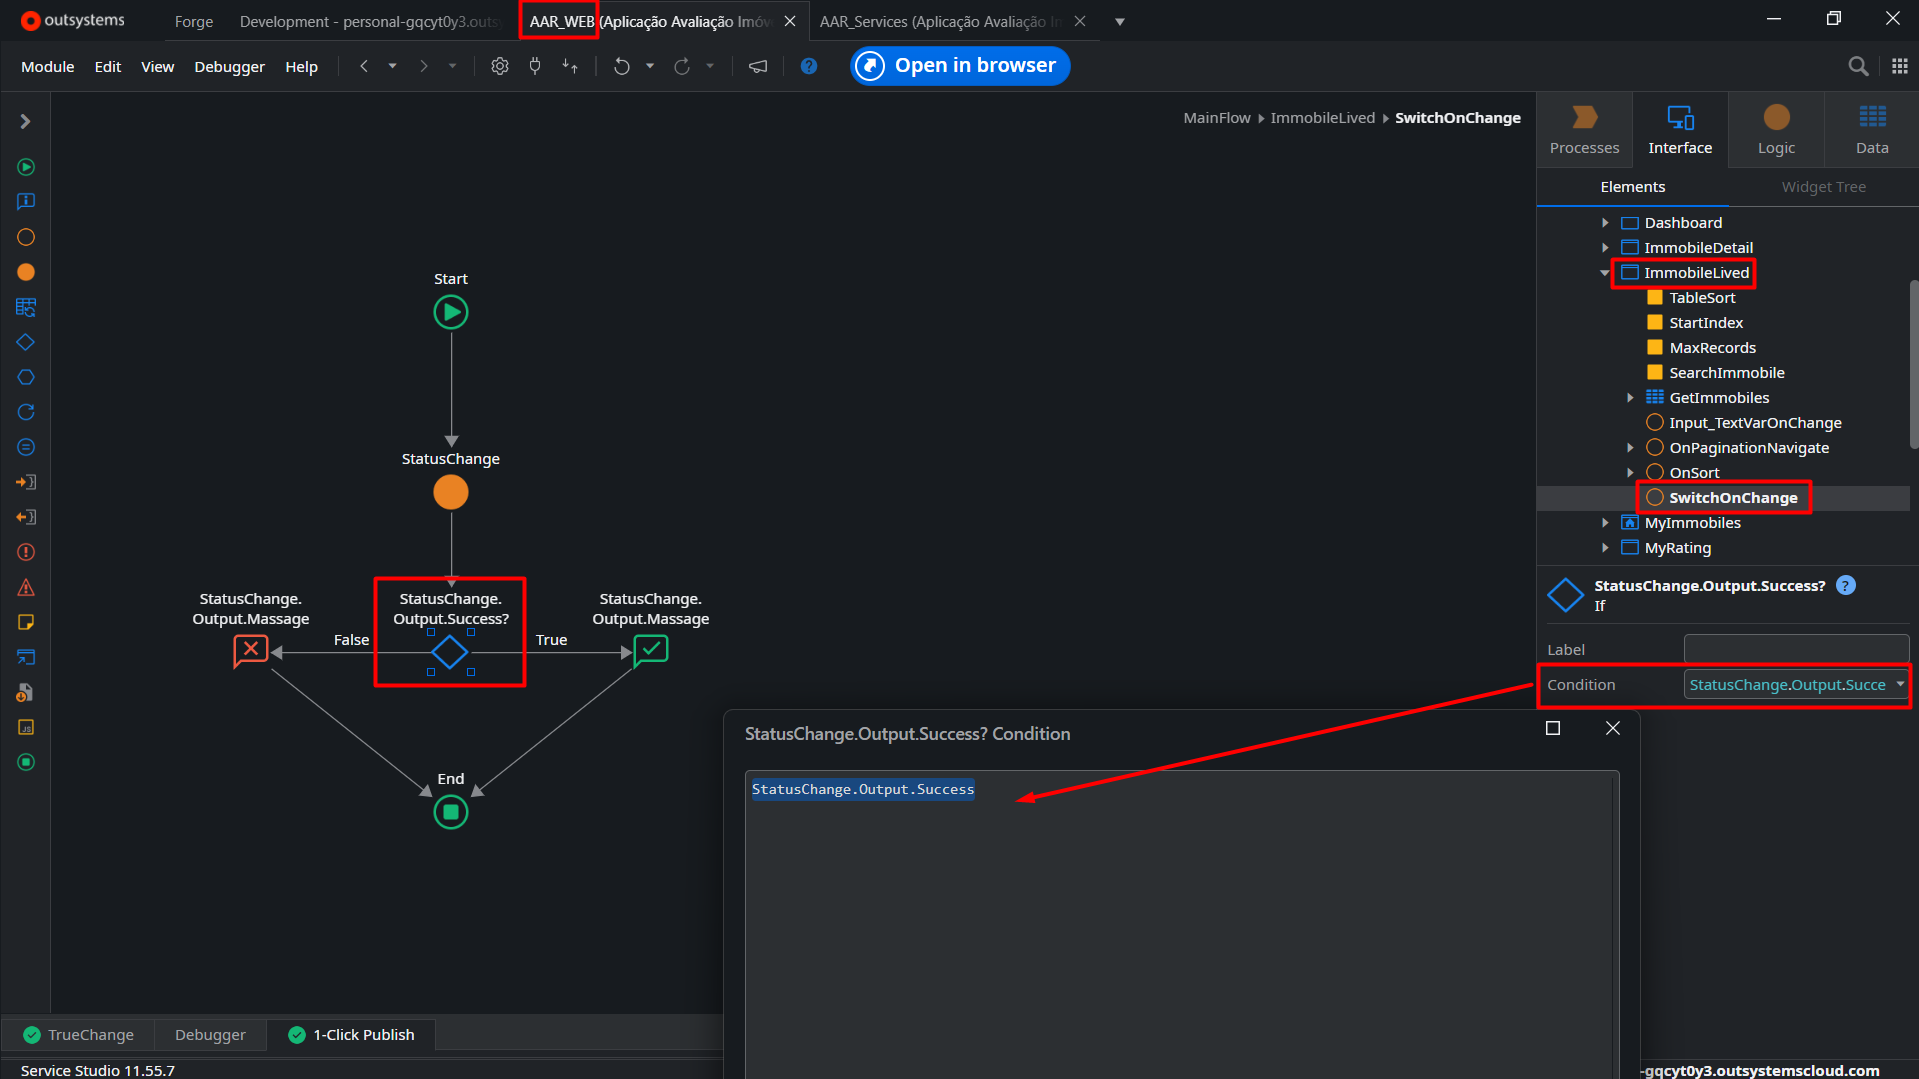 outsystems
Forge
Development - personal-gqcyt0y3.outs
AAR_WEB (Aplicação Avaliação Imóv
AAR_Services (Aplicação Avaliação I
Module
Edit
View
Debugger
Help
?
Open in browser
MainFlow
ImmobileLived
SwitchOnChange
Processes
Interface
Logic
Data
Elements
Widget Tree
Dashboard
ImmobileDetail
ImmobileLived
TableSort
StartIndex
MaxRecords
SearchImmobile
GetImmobiles
Input_TextVarOnChange
OnPaginationNavigate
OnSort
SwitchOnChange
MyImmobiles
MyRating
StatusChange.Output.Success?
?
If
Label
Condition
StatusChange.Output.Succe
Start
StatusChange
StatusChange.
Output.Massage
StatusChange.
Output.Success?
StatusChange.
Output.Massage
False
True
End
JS
StatusChange.Output.Success? Condition
StatusChange.Output.Success
TrueChange
Debugger
1-Click Publish
Service Studio 11.55.7
-gqcyt0y3.outsystemscloud.com